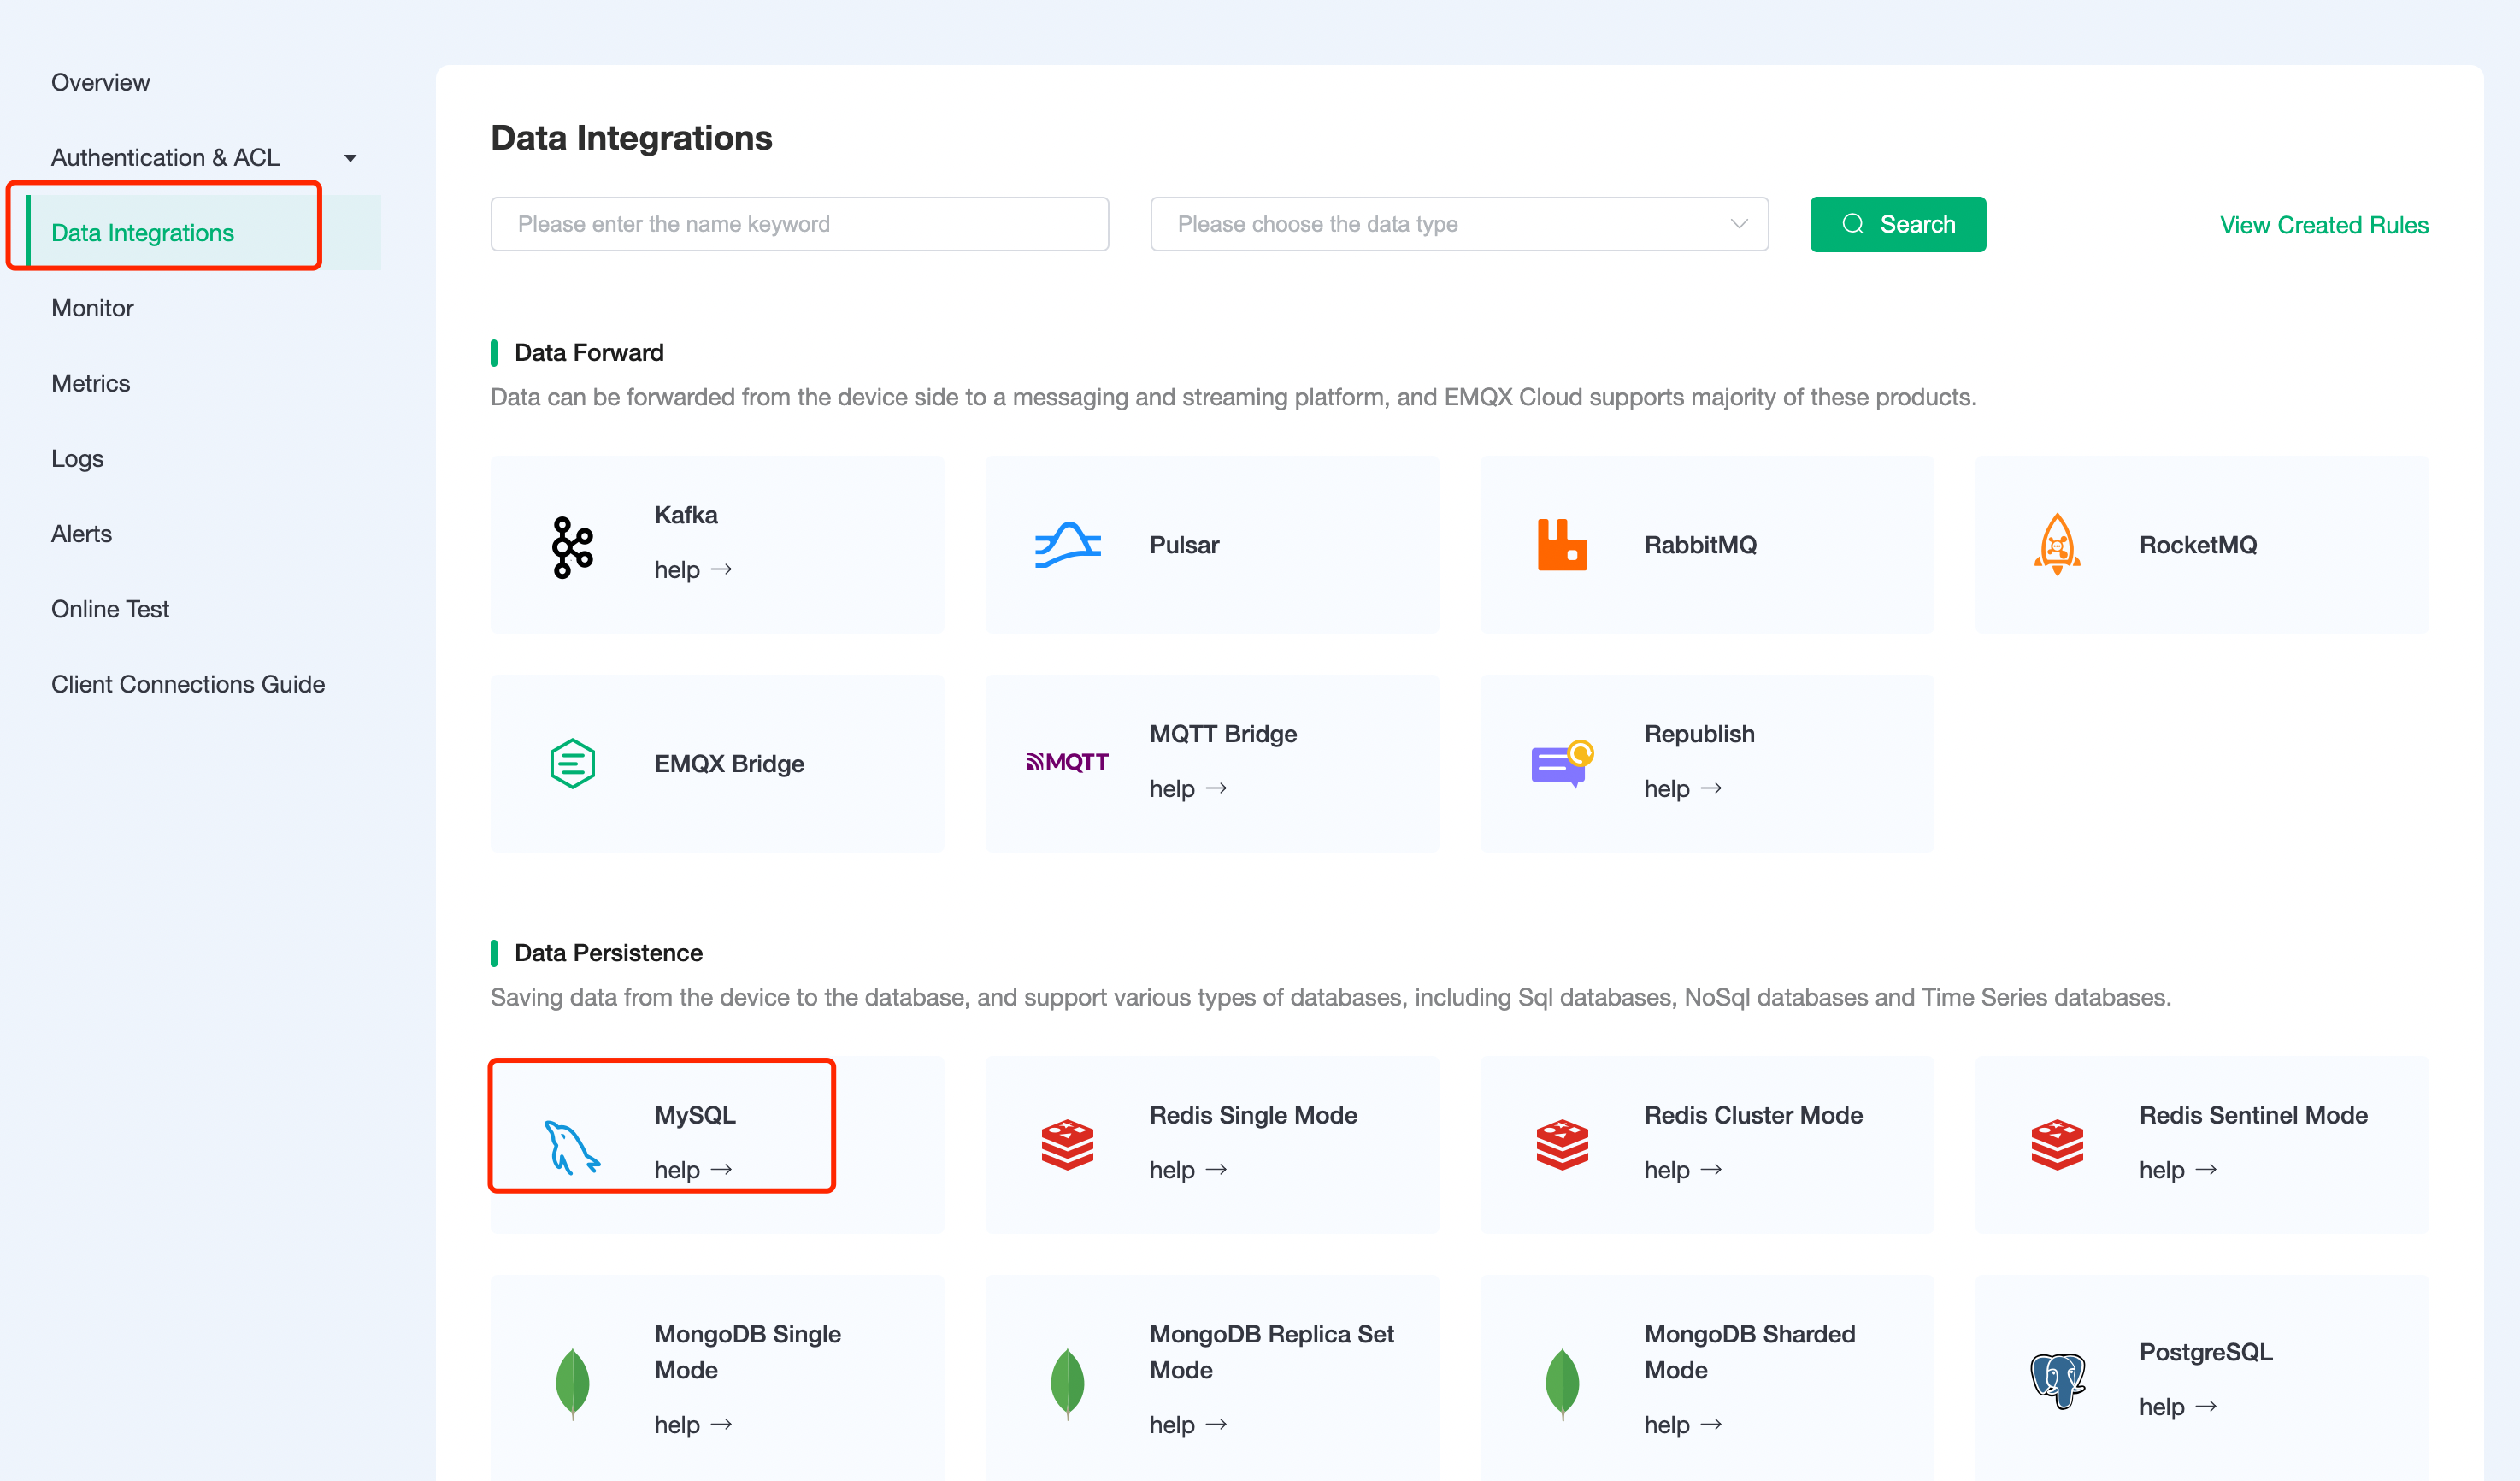 Overview
Authentication & ACL
Data Integrations
Monitor
Metrics
Logs
Alerts
Online Test
Client Connections Guide
Data Integrations
Please enter the name keyword
Please choose the data type
Search
View Created Rules
Data Forward
Data can be forwarded from the device side to a messaging and streaming platform, and EMQX Cloud supports majority of these products.
Kafka
help →
Pulsar
RabbitMQ
RocketMQ
EMQX Bridge
MQTT
MQTT Bridge
help →
Republish
help →
Data Persistence
Saving data from the device to the database, and support various types of databases, including Sql databases, NoSql databases and Time Series databases.
MySQL
help →
Redis Single Mode
help →
Redis Cluster Mode
help →
Redis Sentinel Mode
help →
MongoDB Single
Mode
help →
MongoDB Replica Set
Mode
help →
MongoDB Sharded
Mode
help →
PostgreSQL
help →